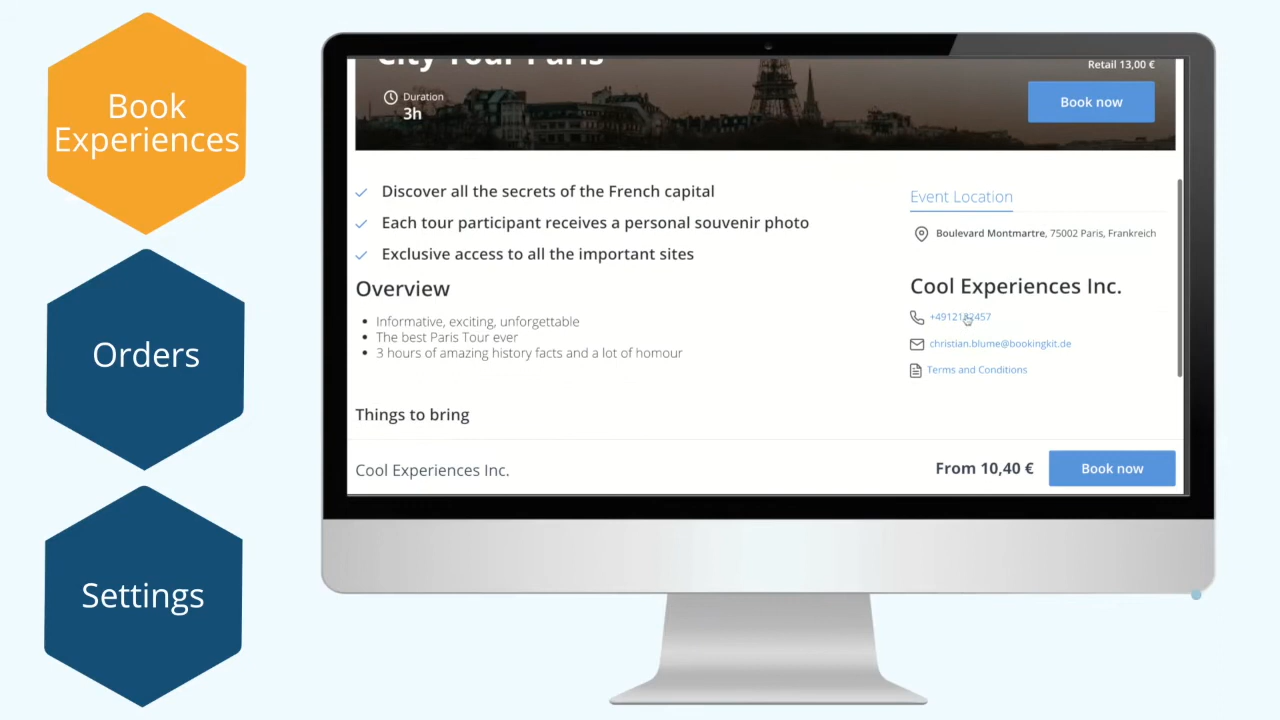 Book
Experiences
Orders
Settings
City Tour Paris
Duration
3h
Retail 13,00 €
Book now
Discover all the secrets of the French capital
Each tour participant receives a personal souvenir photo
Exclusive access to all the important sites
Overview
Informative, exciting, unforgettable
The best Paris Tour ever
3 hours of amazing history facts and a lot of homour
Things to bring
Event Location
Boulevard Montmartre, 75002 Paris, Frankreich
Cool Experiences Inc.
christian.blume@bookingkit.de
Terms and Conditions
Cool Experiences Inc.
From 10,40 €
Book now